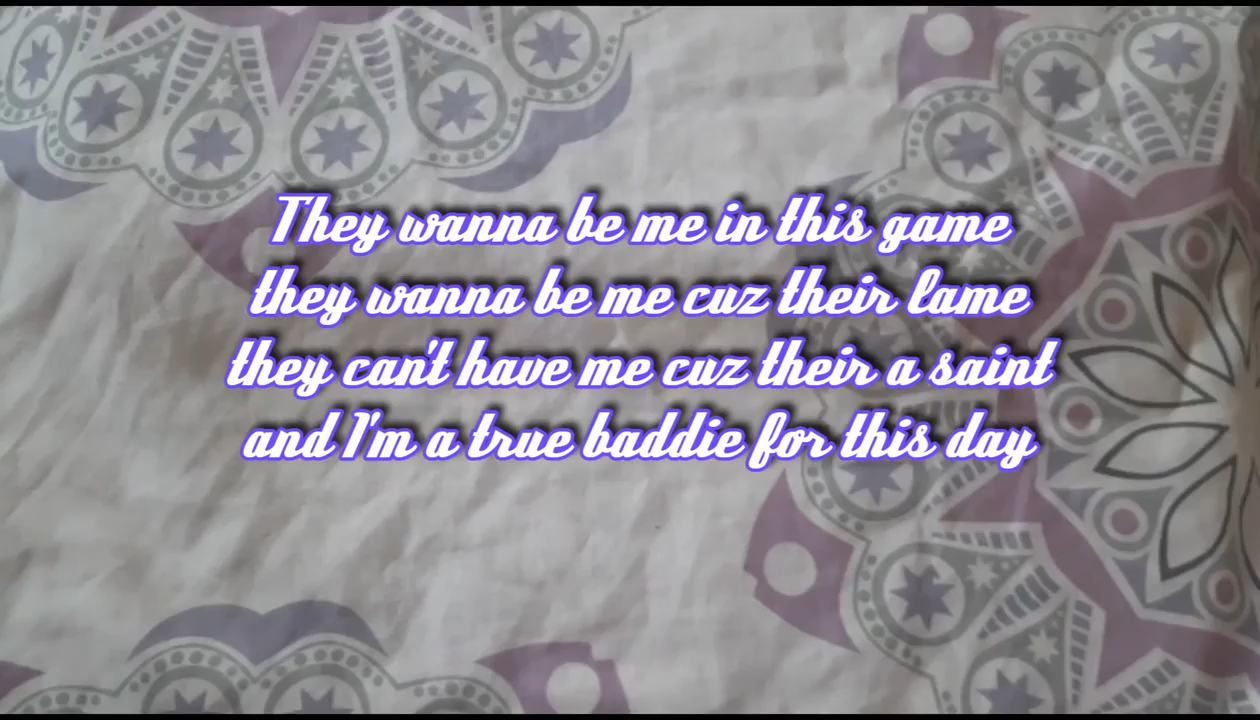 They wanna be me in this game
they wanna be me cuz their lame
they can't have me cuz their a saint
and I'm a true baddie for this day